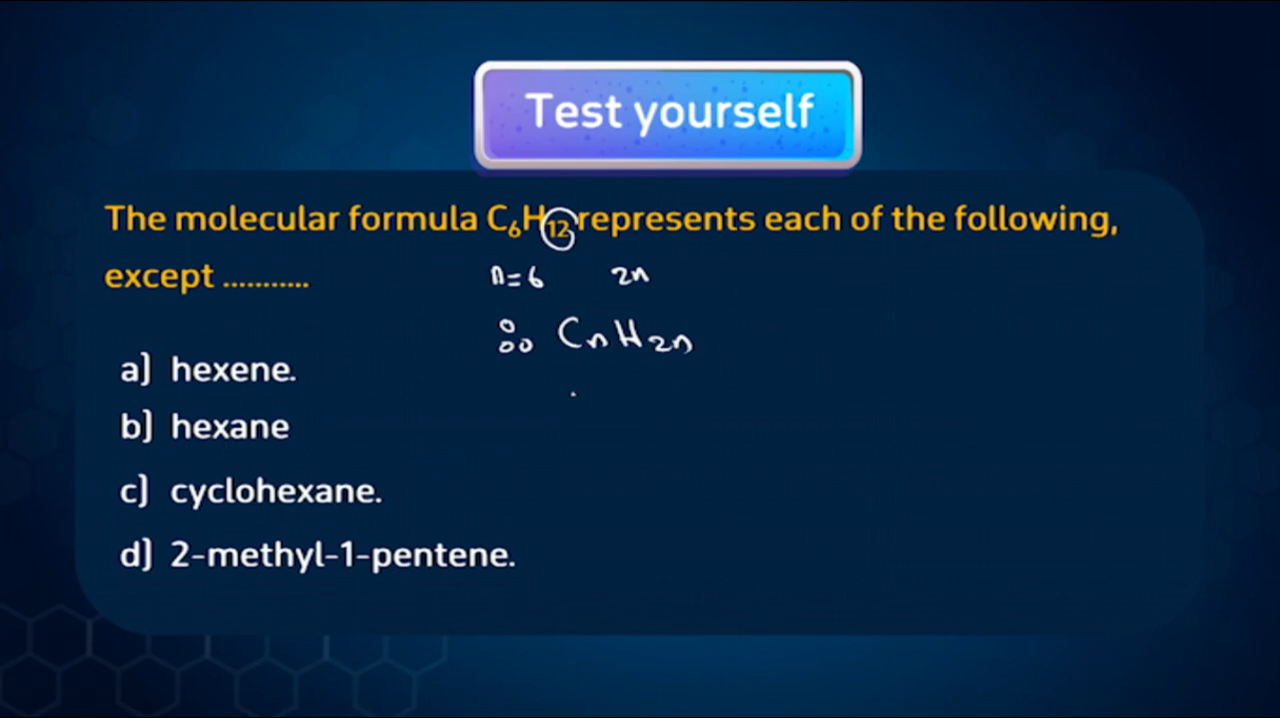 Test yourself
The molecular formula C₆H₁₂ represents each of the following,
except ...........
n=6 2n
∴ CnH2n
a) hexene.
b) hexane
c) cyclohexane.
d) 2-methyl-1-pentene.